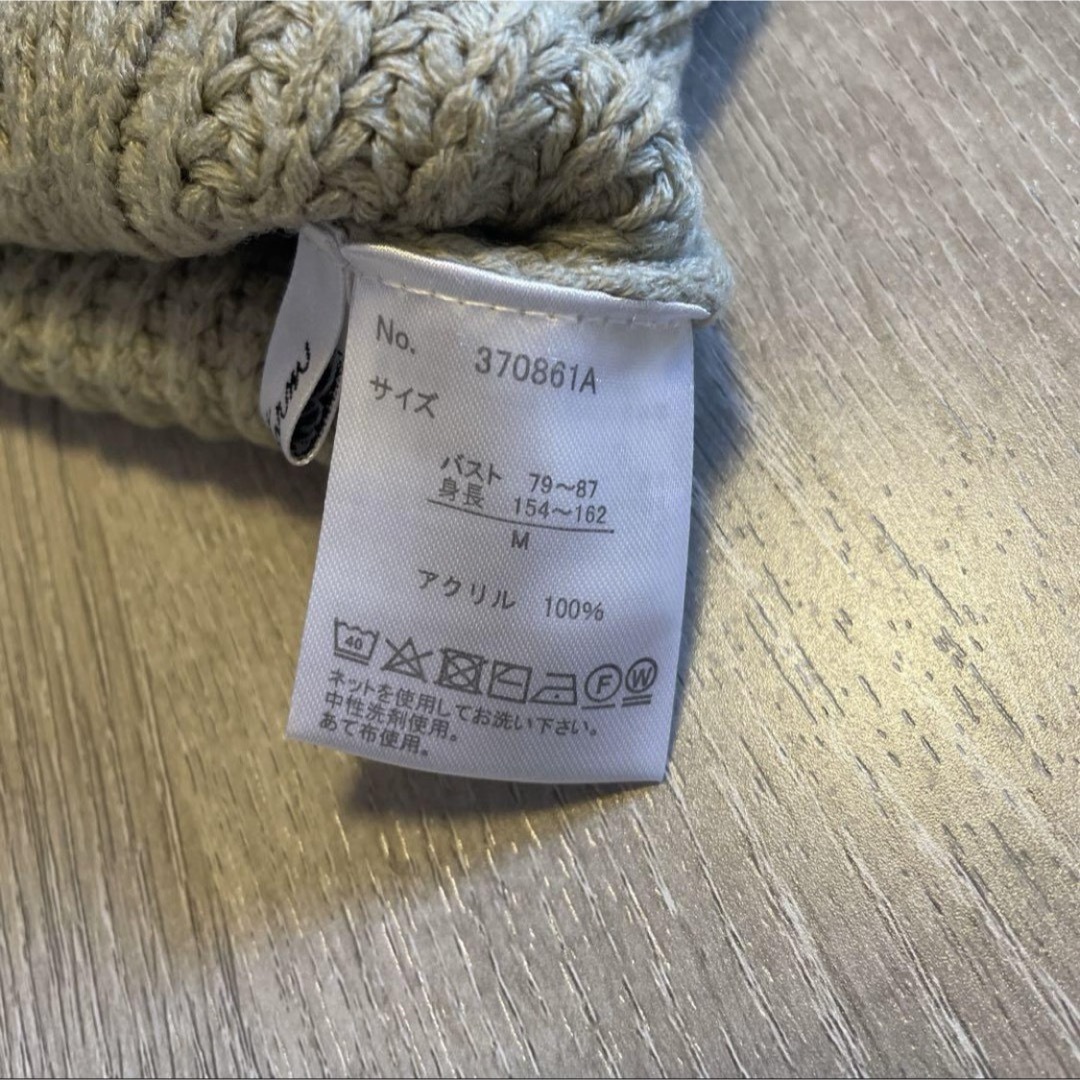 No. 370861A
サイズ
バスト 79～87
身長 154～162
M
アクリル 100%
40 F W
ネットを使用してお洗い下さい。
中性洗剤使用。
あて布使用。